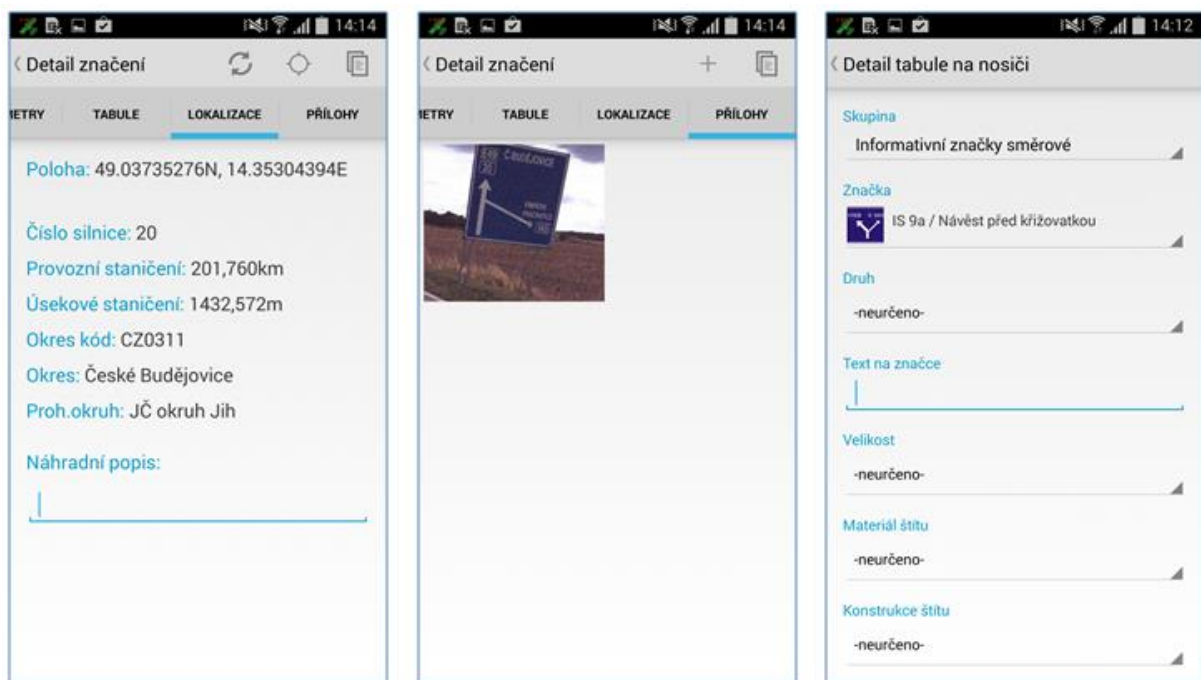 14:14
Detail značení
METRY TABULE LOKALIZACE PŘÍLOHY
Poloha: 49.03735276N, 14.35304394E
Číslo silnice: 20
Provozní staničení: 201,760km
Úsekové staničení: 1432,572m
Okres kód: CZ0311
Okres: České Budějovice
Proh.okruh: JČ okruh Jih
Náhradní popis:
14:14
Detail značení
METRY TABULE LOKALIZACE PŘÍLOHY
E49 Č.BUDĚJOVICE
20
14:12
Detail tabule na nosiči
Skupina
Informativní značky směrové
Značka
IS 9a / Návěst před křižovatkou
Druh
-neurčeno-
Text na značce
Velikost
-neurčeno-
Materiál štítu
-neurčeno-
Konstrukce štítu
-neurčeno-